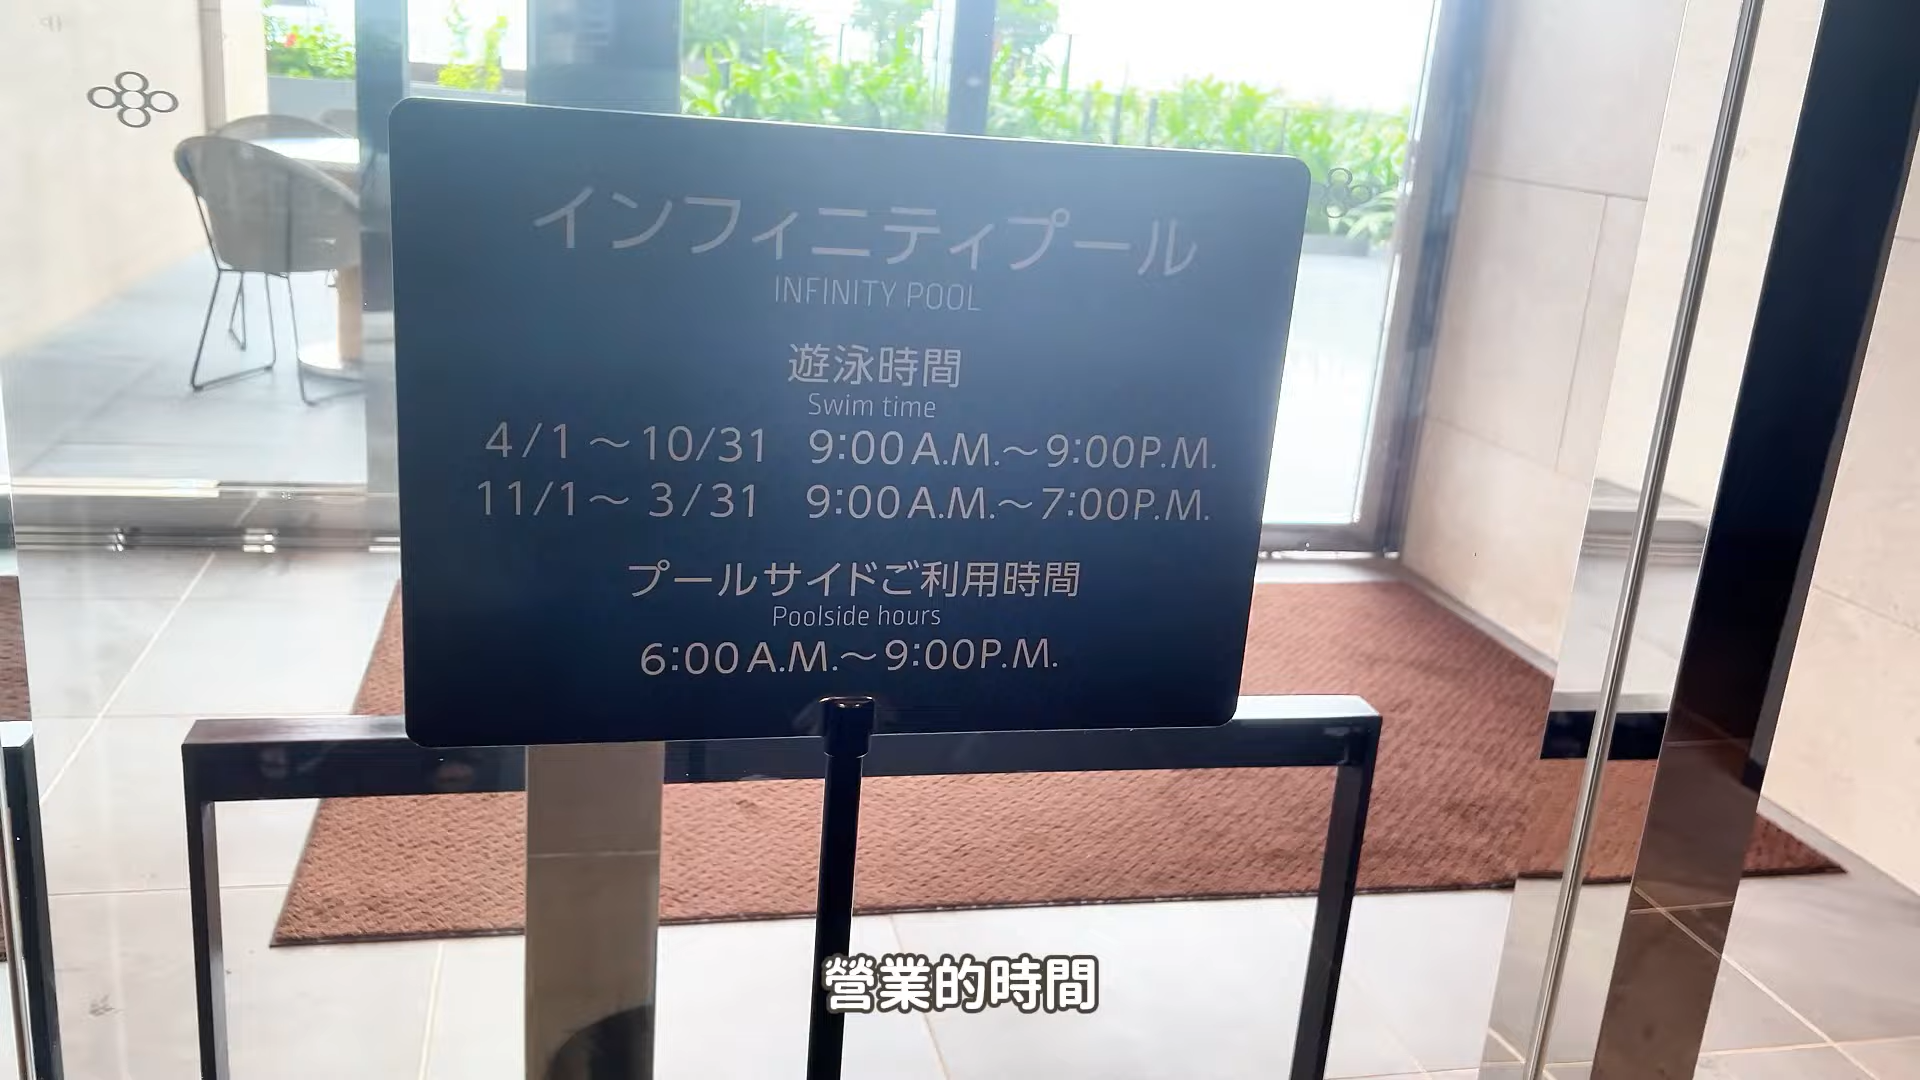 インフィニティプール
INFINITY POOL
遊泳時間
Swim time
4/1～10/31 9:00A.M.～9:00P.M.
11/1～3/31 9:00A.M.～7:00P.M.
プールサイドご利用時間
Poolside hours
6:00A.M.～9:00P.M.
營業的時間